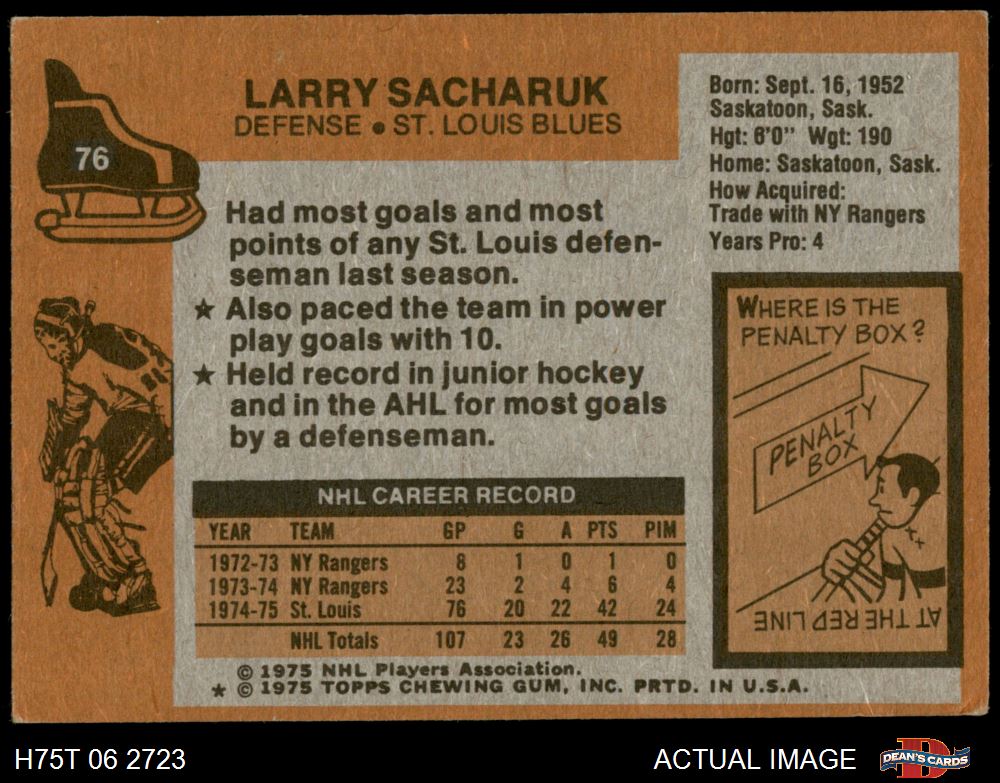 76
LARRY SACHARUK
DEFENSE • ST. LOUIS BLUES
Born: Sept. 16, 1952
Saskatoon, Sask.
Hgt: 6'0" Wgt: 190
Home: Saskatoon, Sask.
How Acquired:
Trade with NY Rangers
Years Pro: 4
Had most goals and most
points of any St. Louis defen-
seman last season.
★ Also paced the team in power
play goals with 10.
★ Held record in junior hockey
and in the AHL for most goals
by a defenseman.
WHERE IS THE
PENALTY BOX?
PENALTY
BOX
AT THE RED LINE
NHL CAREER RECORD
YEAR TEAM GP G A PTS PIM
1972-73 NY Rangers 8 1 0 1 0
1973-74 NY Rangers 23 2 4 6 4
1974-75 St. Louis 76 20 22 42 24
NHL Totals 107 23 26 49 28
© 1975 NHL Players Association.
★ © 1975 TOPPS CHEWING GUM, INC. PRTD. IN U.S.A.
H75T 06 2723
ACTUAL IMAGE
D
DEAN'S CARDS